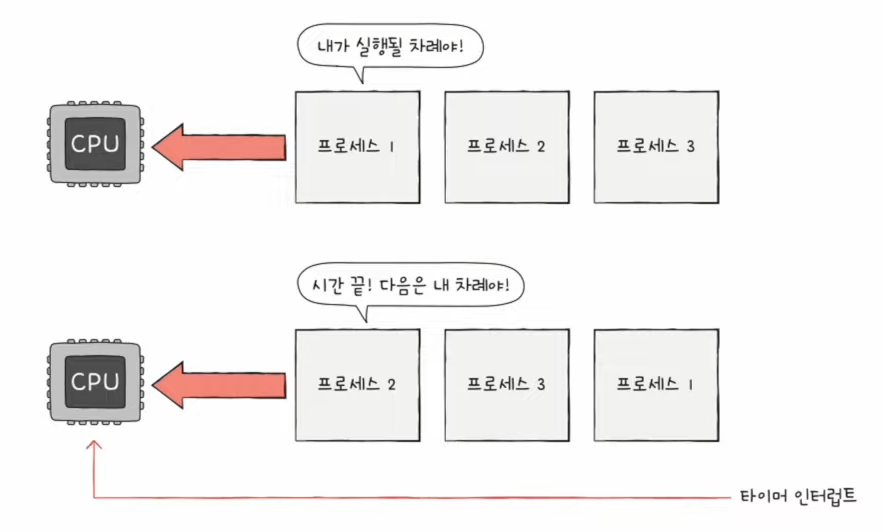 내가 실행될 차례야!
CPU
프로세스 1
프로세스 2
프로세스 3
시간 끝! 다음은 내 차례야!
CPU
프로세스 2
프로세스 3
프로세스 1
타이머 인터럽트